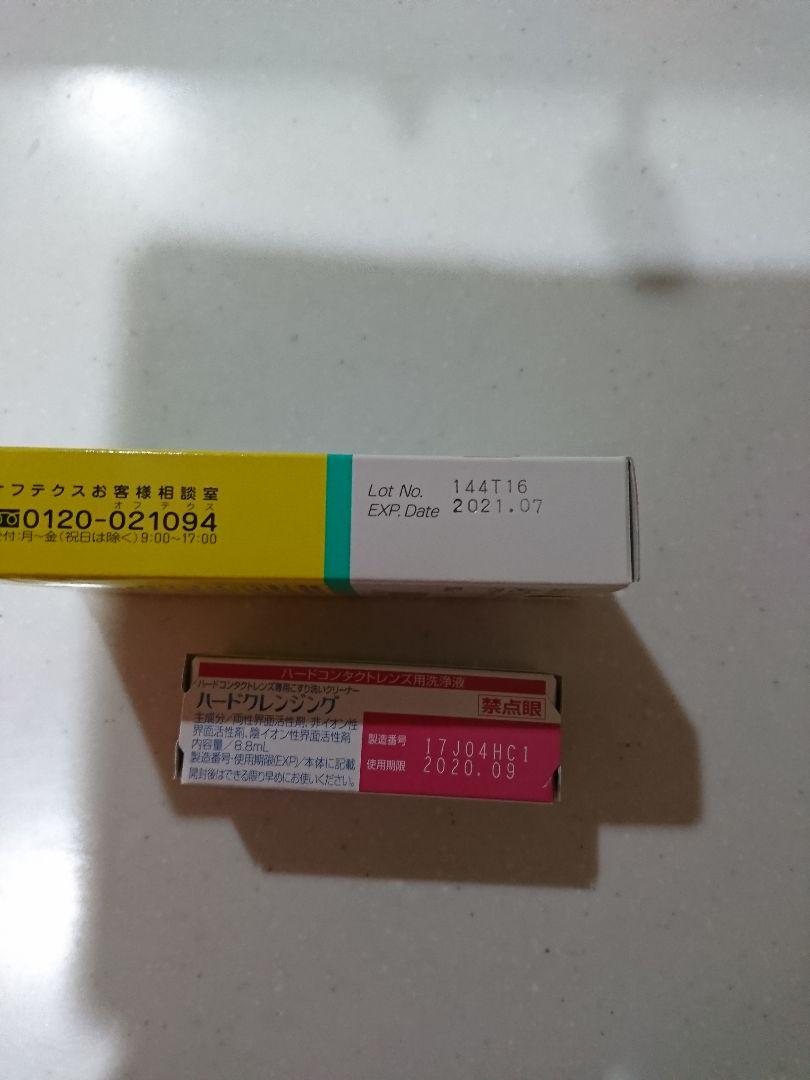 オフテクスお客様相談室
オフテクス
0120-021094
受付:月~金(祝日は除く)9:00~17:00
Lot No. 144T16
EXP. Date 2021.07
ハードコンタクトレンズ用洗浄液
ハードコンタクトレンズ専用こすり洗いクリーナー
ハードクレンジング
禁点眼
主成分/両性界面活性剤、非イオン性
界面活性剤、陰イオン性界面活性剤
内容量/8.8mL
製造番号・使用期限(EXP)/本体に記載
開封後はできる限り早めにお使いください。
製造番号 17J04HC1
使用期限 2020.09